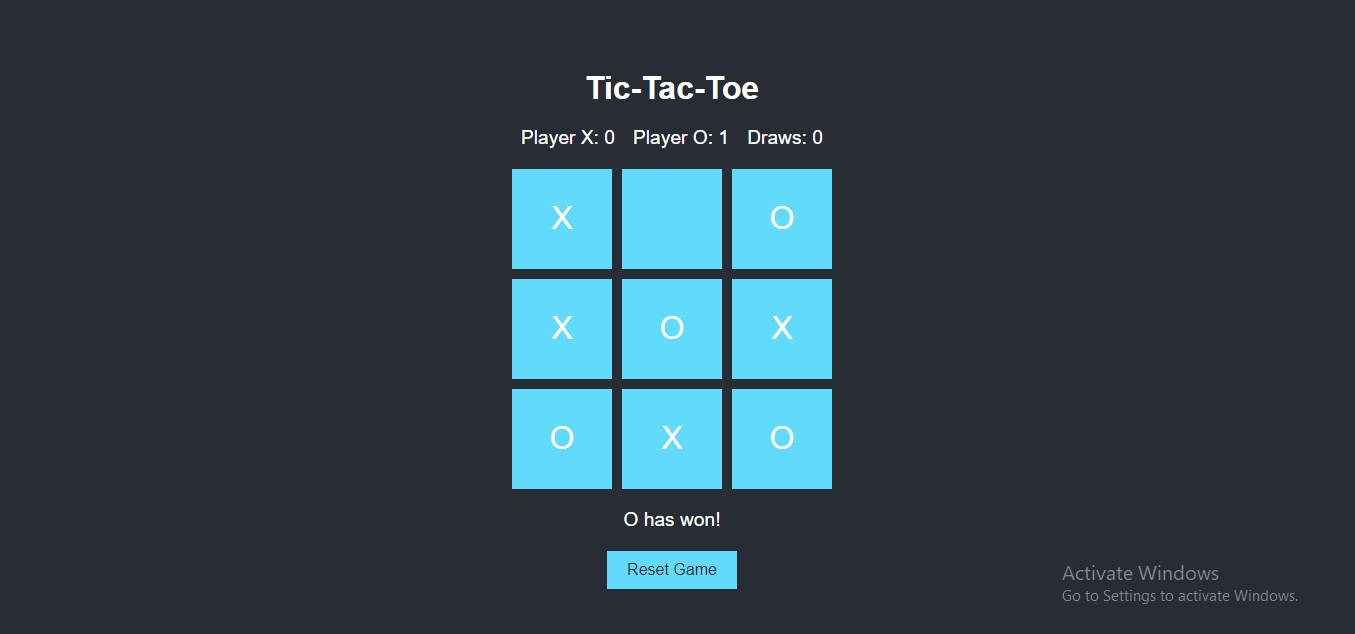 Tic-Tac-Toe
Player X: 0 Player O: 1 Draws: 0
X O
X O X
O X O
O has won!
Reset Game
Activate Windows
Go to Settings to activate Windows.